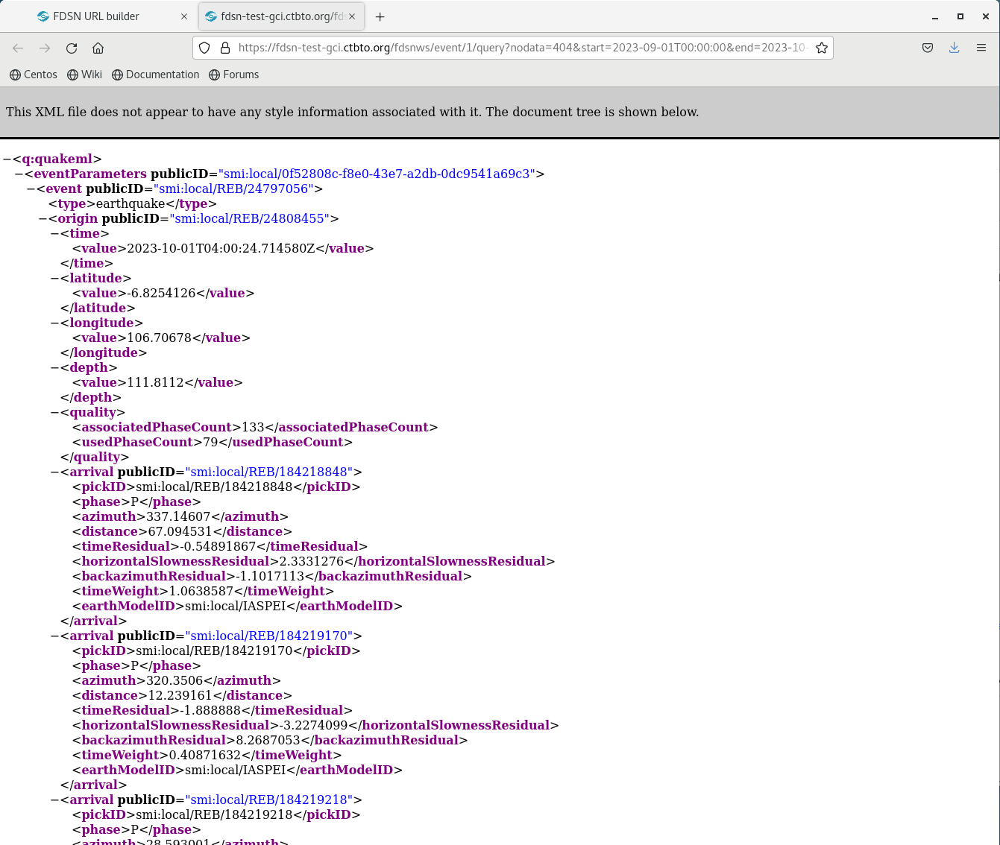 FDSN URL builder
fdsn-test-gci.ctbto.org/fds
https://fdsn-test-gci.ctbto.org/fdsnws/event/1/query?nodata=404&start=2023-09-01T00:00:00&end=2023-10-
Centos Wiki Documentation Forums
This XML file does not appear to have any style information associated with it. The document tree is shown below.
−<q:quakeml>
−<eventParameters publicID="smi:local/0f52808c-f8e0-43e7-a2db-0dc9541a69c3">
−<event publicID="smi:local/REB/24797056">
<type>earthquake</type>
−<origin publicID="smi:local/REB/24808455">
−<time>
<value>2023-10-01T04:00:24.714580Z</value>
</time>
−<latitude>
<value>-6.8254126</value>
</latitude>
−<longitude>
<value>106.70678</value>
</longitude>
−<depth>
<value>111.8112</value>
</depth>
−<quality>
<associatedPhaseCount>133</associatedPhaseCount>
<usedPhaseCount>79</usedPhaseCount>
</quality>
−<arrival publicID="smi:local/REB/184218848">
<pickID>smi:local/REB/184218848</pickID>
<phase>P</phase>
<azimuth>337.14607</azimuth>
<distance>67.094531</distance>
<timeResidual>-0.54891867</timeResidual>
<horizontalSlownessResidual>2.3331276</horizontalSlownessResidual>
<backazimuthResidual>-1.1017113</backazimuthResidual>
<timeWeight>1.0638587</timeWeight>
<earthModelID>smi:local/IASPEI</earthModelID>
</arrival>
−<arrival publicID="smi:local/REB/184219170">
<pickID>smi:local/REB/184219170</pickID>
<phase>P</phase>
<azimuth>320.3506</azimuth>
<distance>12.239161</distance>
<timeResidual>-1.888888</timeResidual>
<horizontalSlownessResidual>-3.2274099</horizontalSlownessResidual>
<backazimuthResidual>8.2687053</backazimuthResidual>
<timeWeight>0.40871632</timeWeight>
<earthModelID>smi:local/IASPEI</earthModelID>
</arrival>
−<arrival publicID="smi:local/REB/184219218">
<pickID>smi:local/REB/184219218</pickID>
<phase>P</phase>
<azimuth>28.593001</azimuth>